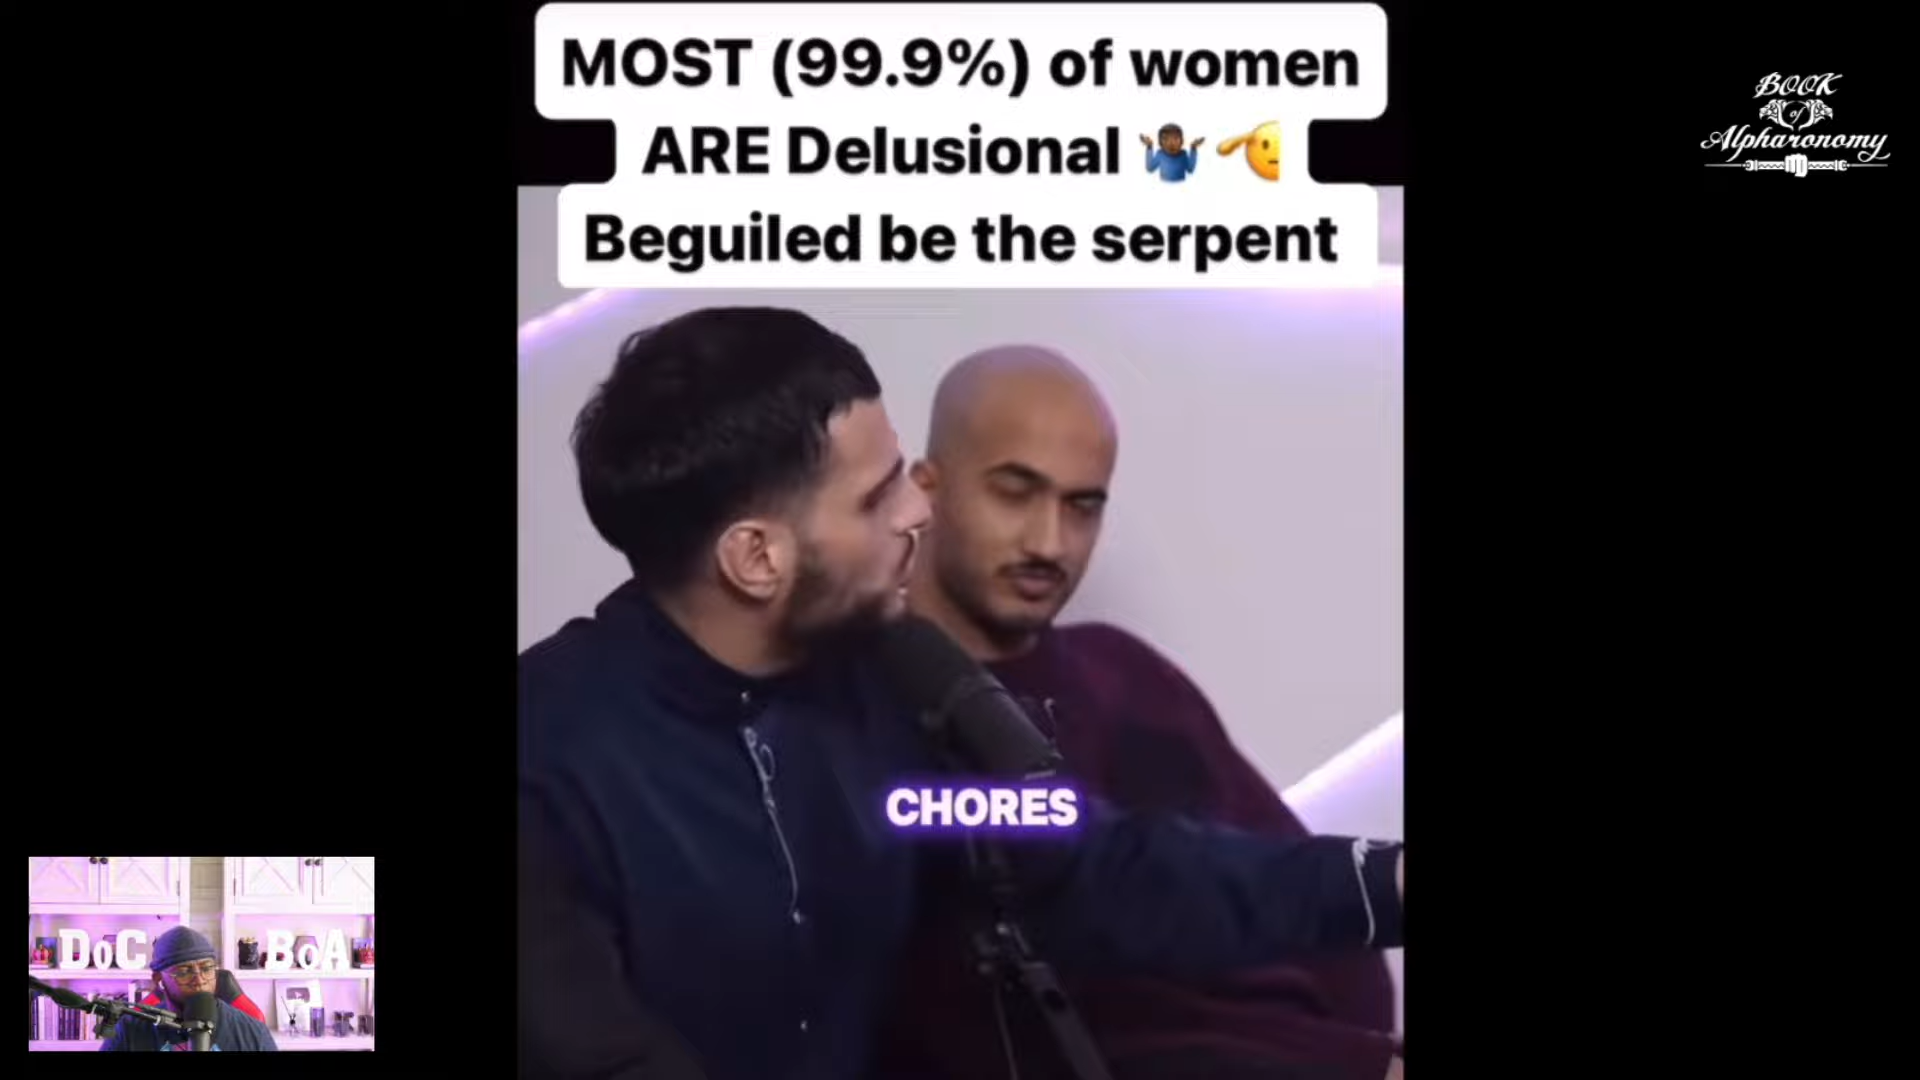 MOST (99.9%) of women
ARE Delusional 🤷🏾‍♂️🫡
Beguiled be the serpent
BOOK
of
Alpharonomy
CHORES
DoC
BoA